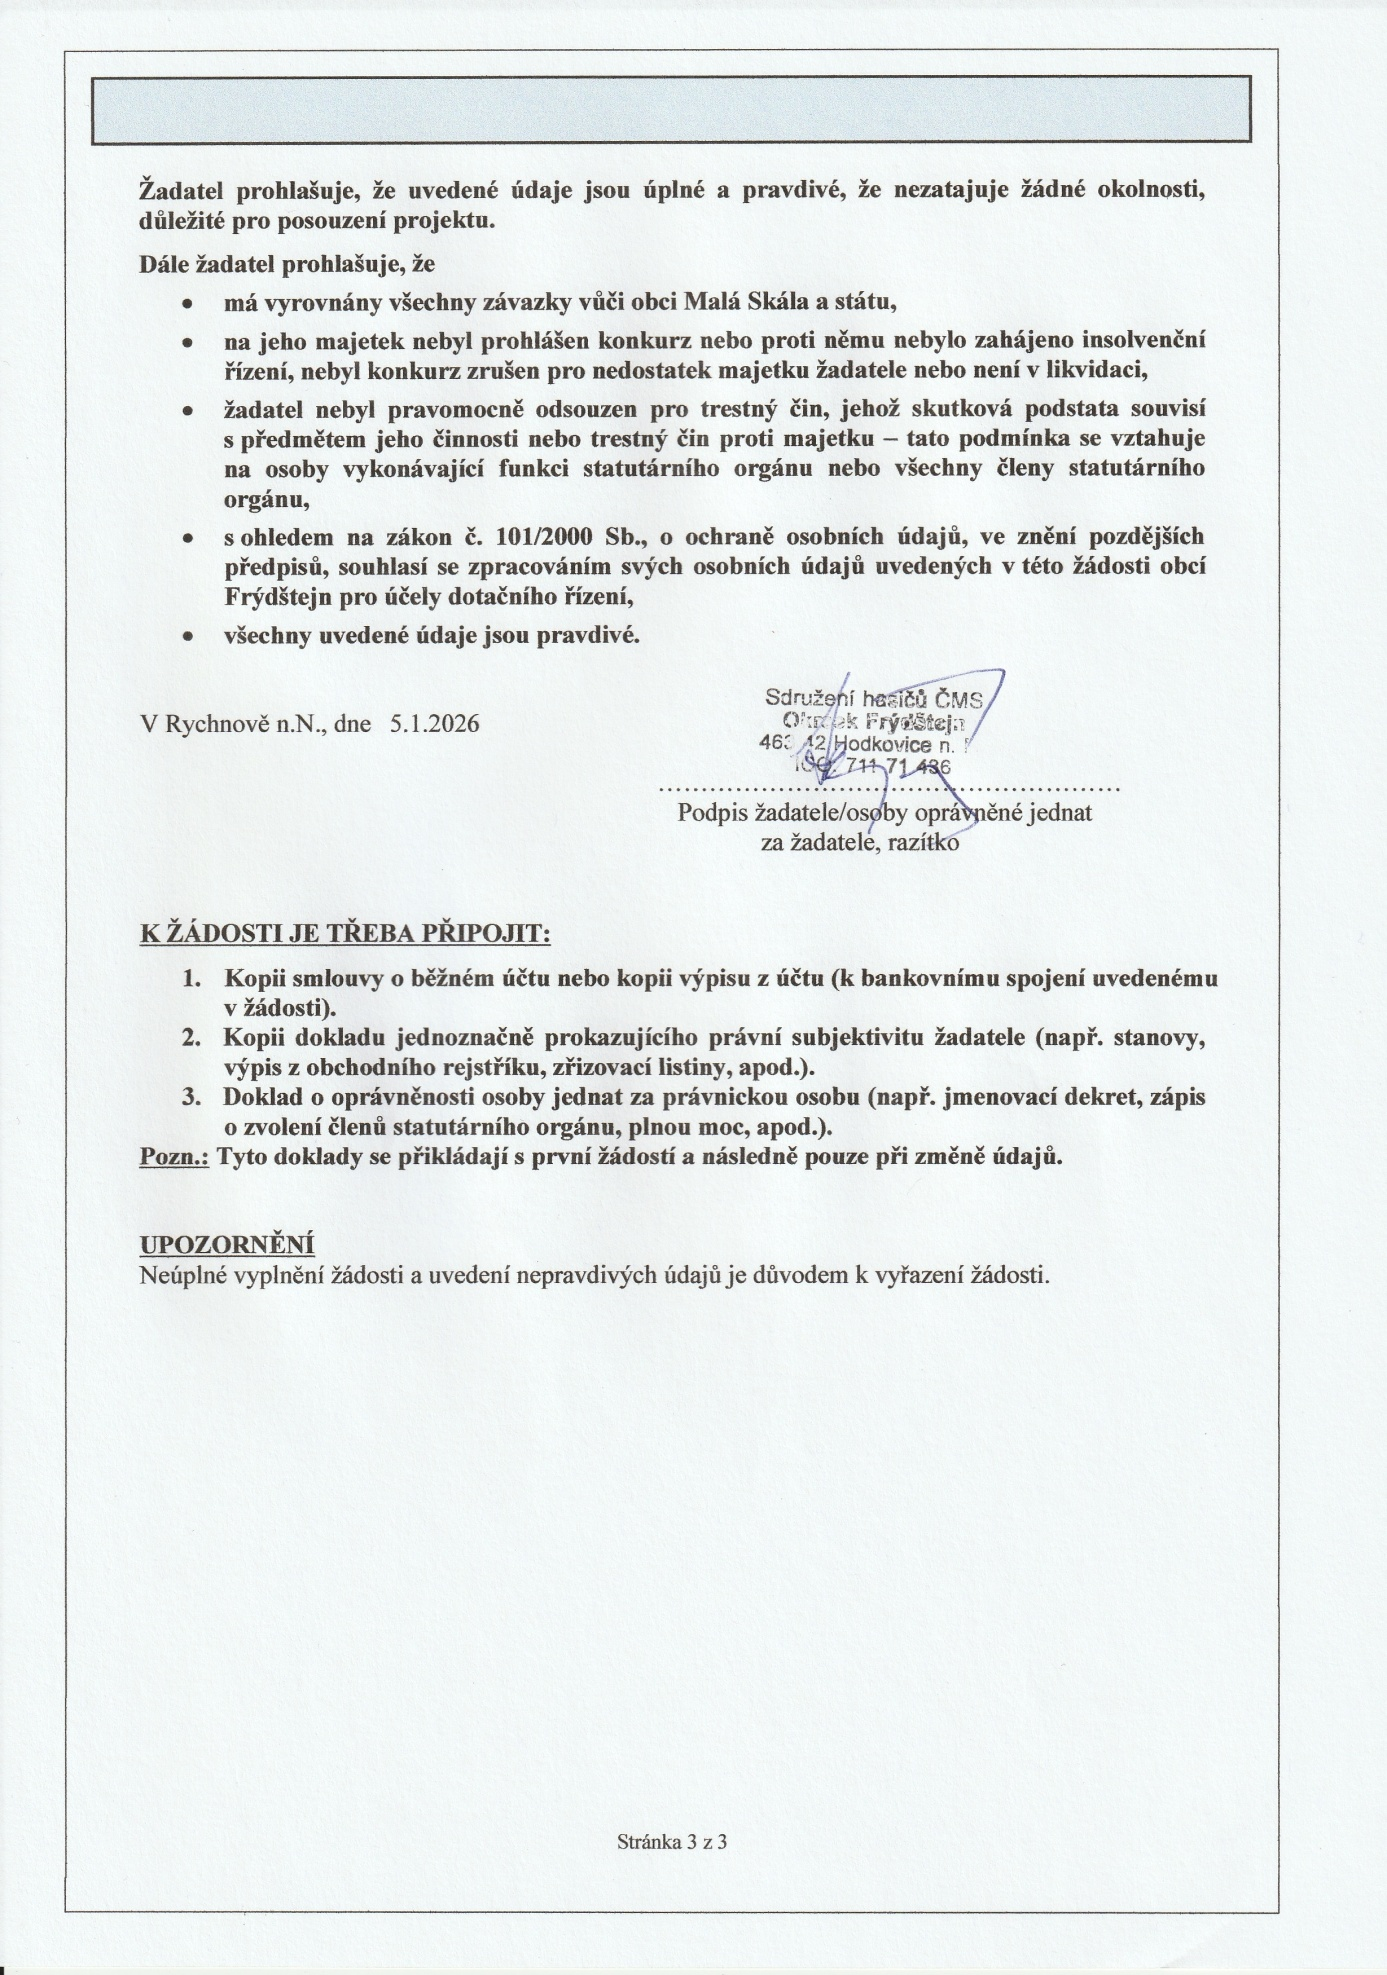 Žadatel prohlašuje, že uvedené údaje jsou úplné a pravdivé, že nezatajuje žádné okolnosti,
důležité pro posouzení projektu.
Dále žadatel prohlašuje, že
• má vyrovnány všechny závazky vůči obci Malá Skála a státu,
• na jeho majetek nebyl prohlášen konkurz nebo proti němu nebylo zahájeno insolvenční
řízení, nebyl konkurz zrušen pro nedostatek majetku žadatele nebo není v likvidaci,
• žadatel nebyl pravomocně odsouzen pro trestný čin, jehož skutková podstata souvisí
s předmětem jeho činnosti nebo trestný čin proti majetku – tato podmínka se vztahuje
na osoby vykonávající funkci statutárního orgánu nebo všechny členy statutárního
orgánu,
• s ohledem na zákon č. 101/2000 Sb., o ochraně osobních údajů, ve znění pozdějších
předpisů, souhlasí se zpracováním svých osobních údajů uvedených v této žádosti obcí
Frýdštejn pro účely dotačního řízení,
• všechny uvedené údaje jsou pravdivé.
Sdružení hasičů ČMS
Frýdštejn
V Rychnově n.N., dne 5.1.2026
Hodkovice n.
711 71 436
Podpis žadatele/osoby oprávněné jednat
za žadatele, razítko
K ŽÁDOSTI JE TŘEBA PŘIPOJIT:
1. Kopii smlouvy o běžném účtu nebo kopii výpisu z účtu (k bankovnímu spojení uvedenému
v žádosti).
2. Kopii dokladu jednoznačně prokazujícího právní subjektivitu žadatele (např. stanovy,
výpis z obchodního rejstříku, zřizovací listiny, apod.).
3. Doklad o oprávněnosti osoby jednat za právnickou osobu (např. jmenovací dekret, zápis
o zvolení členů statutárního orgánu, plnou moc, apod.).
Pozn.: Tyto doklady se přikládají s první žádostí a následně pouze při změně údajů.
UPOZORNĚNÍ
Neúplné vyplnění žádosti a uvedení nepravdivých údajů je důvodem k vyřazení žádosti.
Stránka 3 z 3